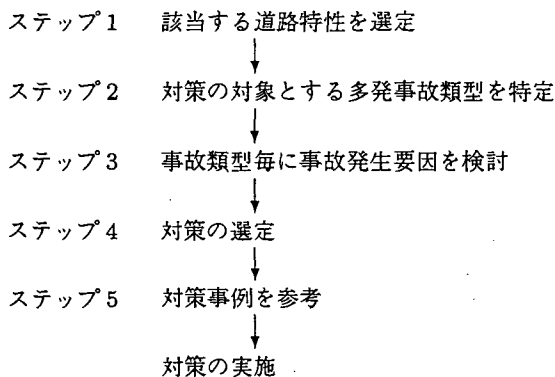 ステップ1 該当する道路特性を選定
ステップ2 対策の対象とする多発事故類型を特定
ステップ3 事故類型毎に事故発生要因を検討
ステップ4 対策の選定
ステップ5 対策事例を参考
対策の実施